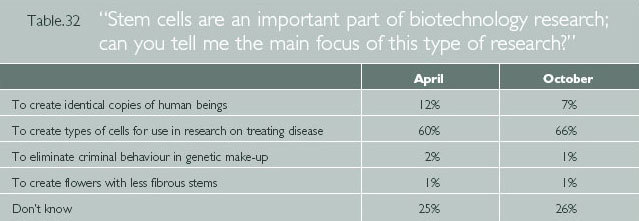 Table.32 “Stem cells are an important part of biotechnology research;
can you tell me the main focus of this type of research?”
April October
To create identical copies of human beings 12% 7%
To create types of cells for use in research on treating disease 60% 66%
To eliminate criminal behaviour in genetic make-up 2% 1%
To create flowers with less fibrous stems 1% 1%
Don't know 25% 26%